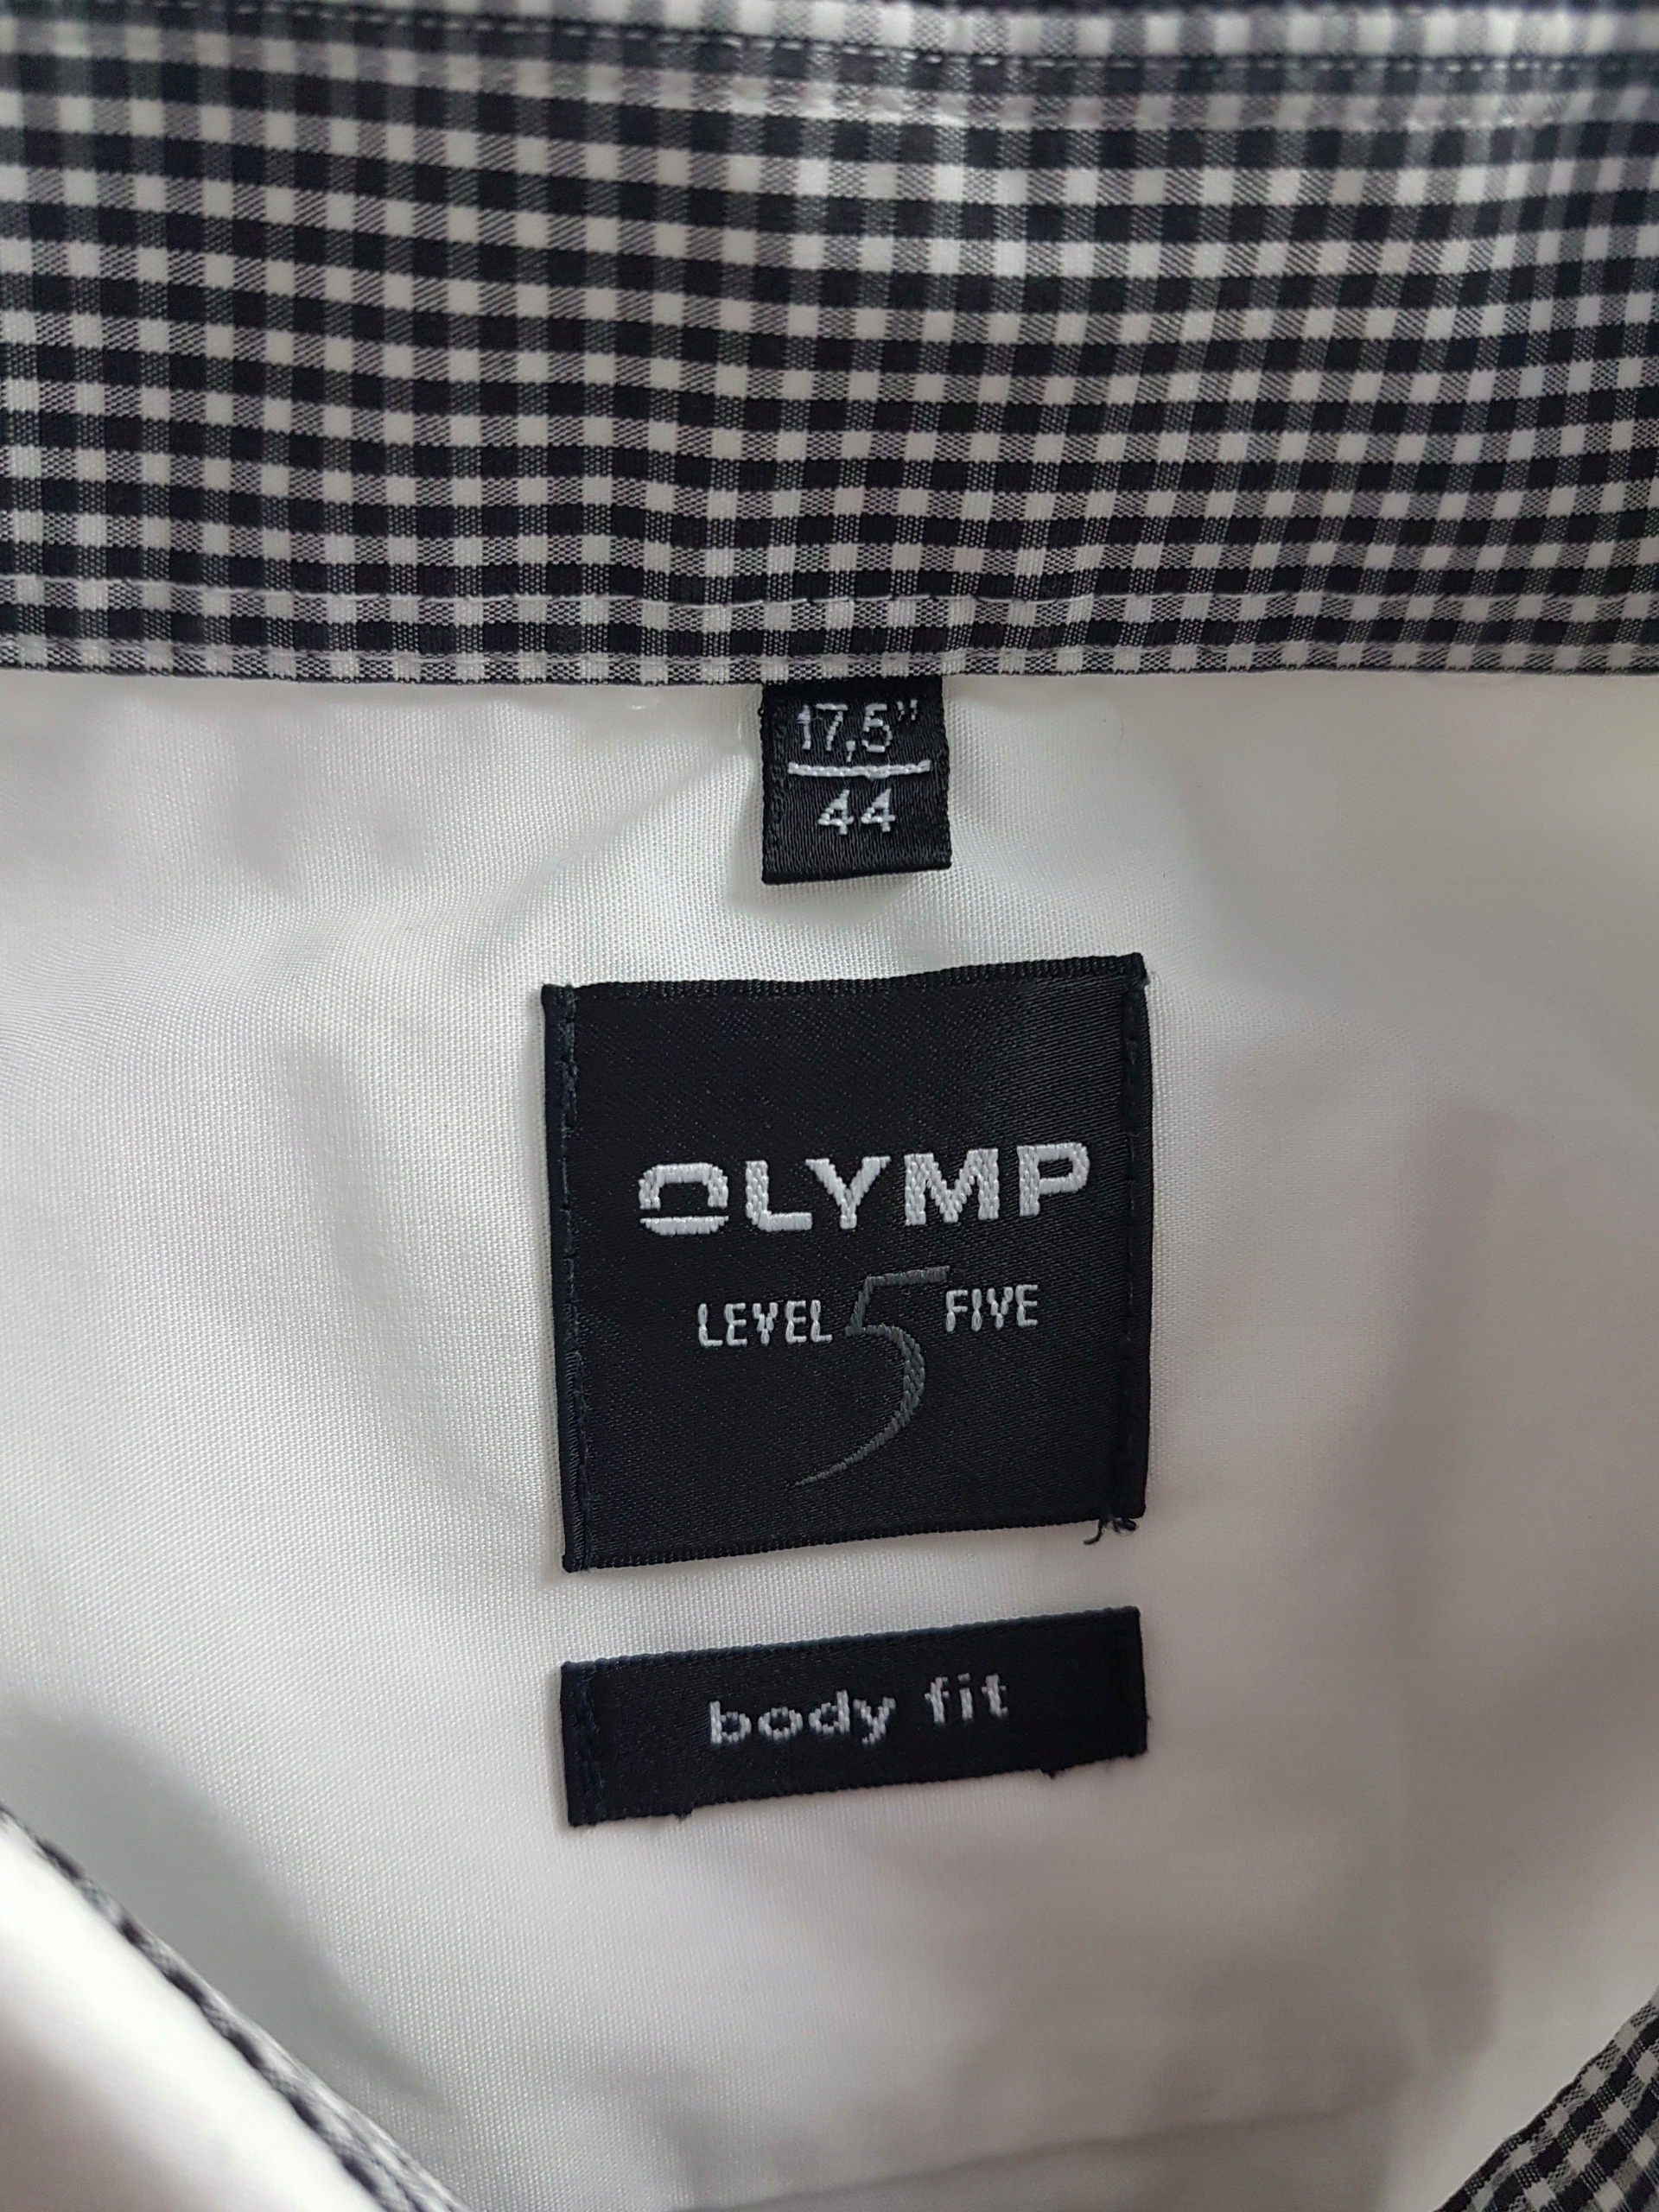 17,5"
44
OLYMP
LEVEL 5 FIVE
body fit